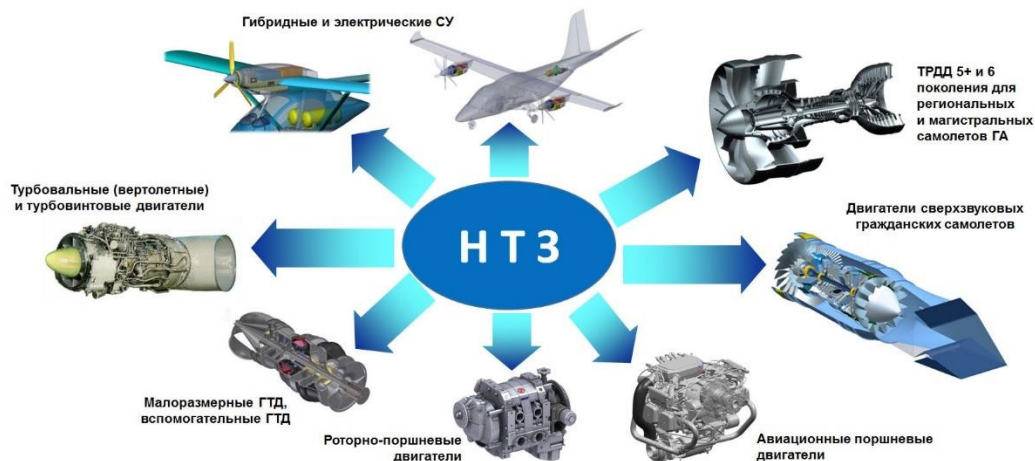 Гибридные и электрические СУ
ТРДД 5+ и 6
поколения для
региональных
и магистральных
самолетов ГА
Турбовальные (вертолетные)
и турбовинтовые двигатели
Двигатели сверхзвуковых
гражданских самолетов
НТЗ
Малоразмерные ГТД,
вспомогательные ГТД
Роторно-поршневые
двигатели
Авиационные поршневые
двигатели